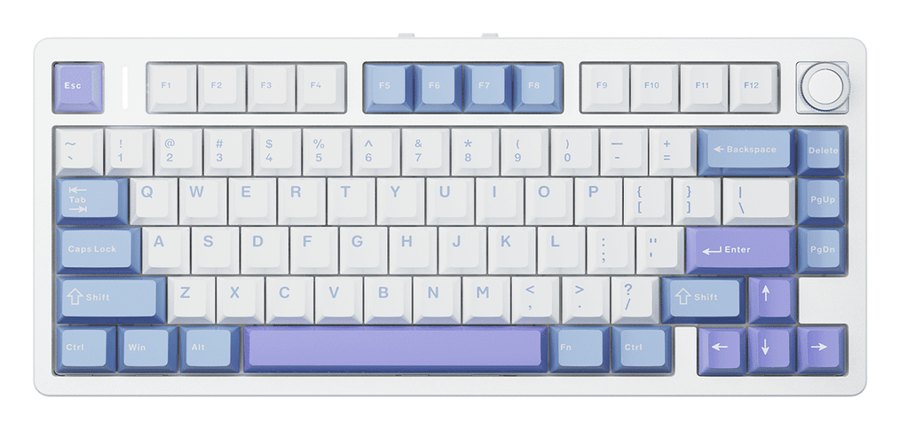 Esc F1 F2 F3 F4 F5 F6 F7 F8 F9 F10 F11 F12
~ ! @ # $ % ^ & * ( ) — +
` 1 2 3 4 5 6 7 8 9 0 - = ← Backspace Delete
Tab Q W E R T Y U I O P { [ } ] | \ PgUp
Caps Lock A S D F G H J K L : ; " ' Enter PgDn
Shift Z X C V B N M < , > . ? / Shift ↑
Ctrl Win Alt Fn Ctrl ← ↓ →